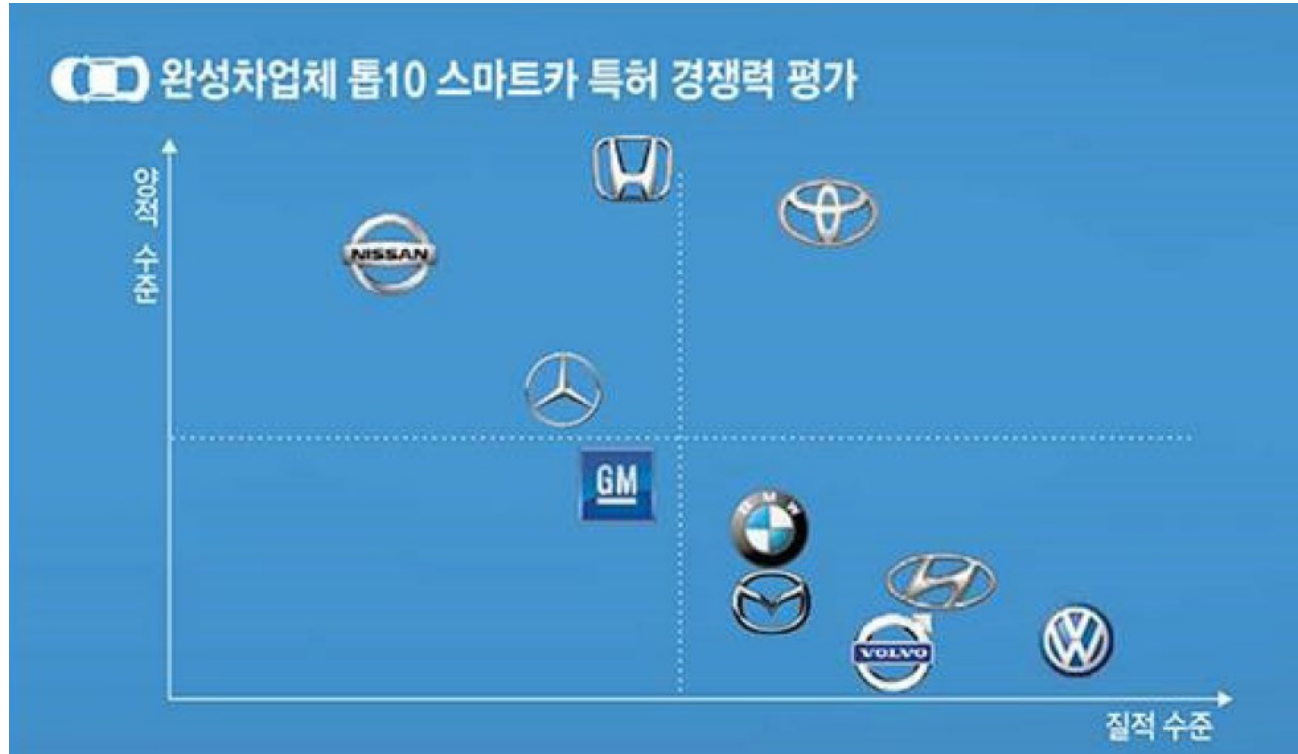 완성차업체 톱10 스마트카 특허 경쟁력 평가
양적 수준
NISSAN
GM
BMW
VOLVO
질적 수준